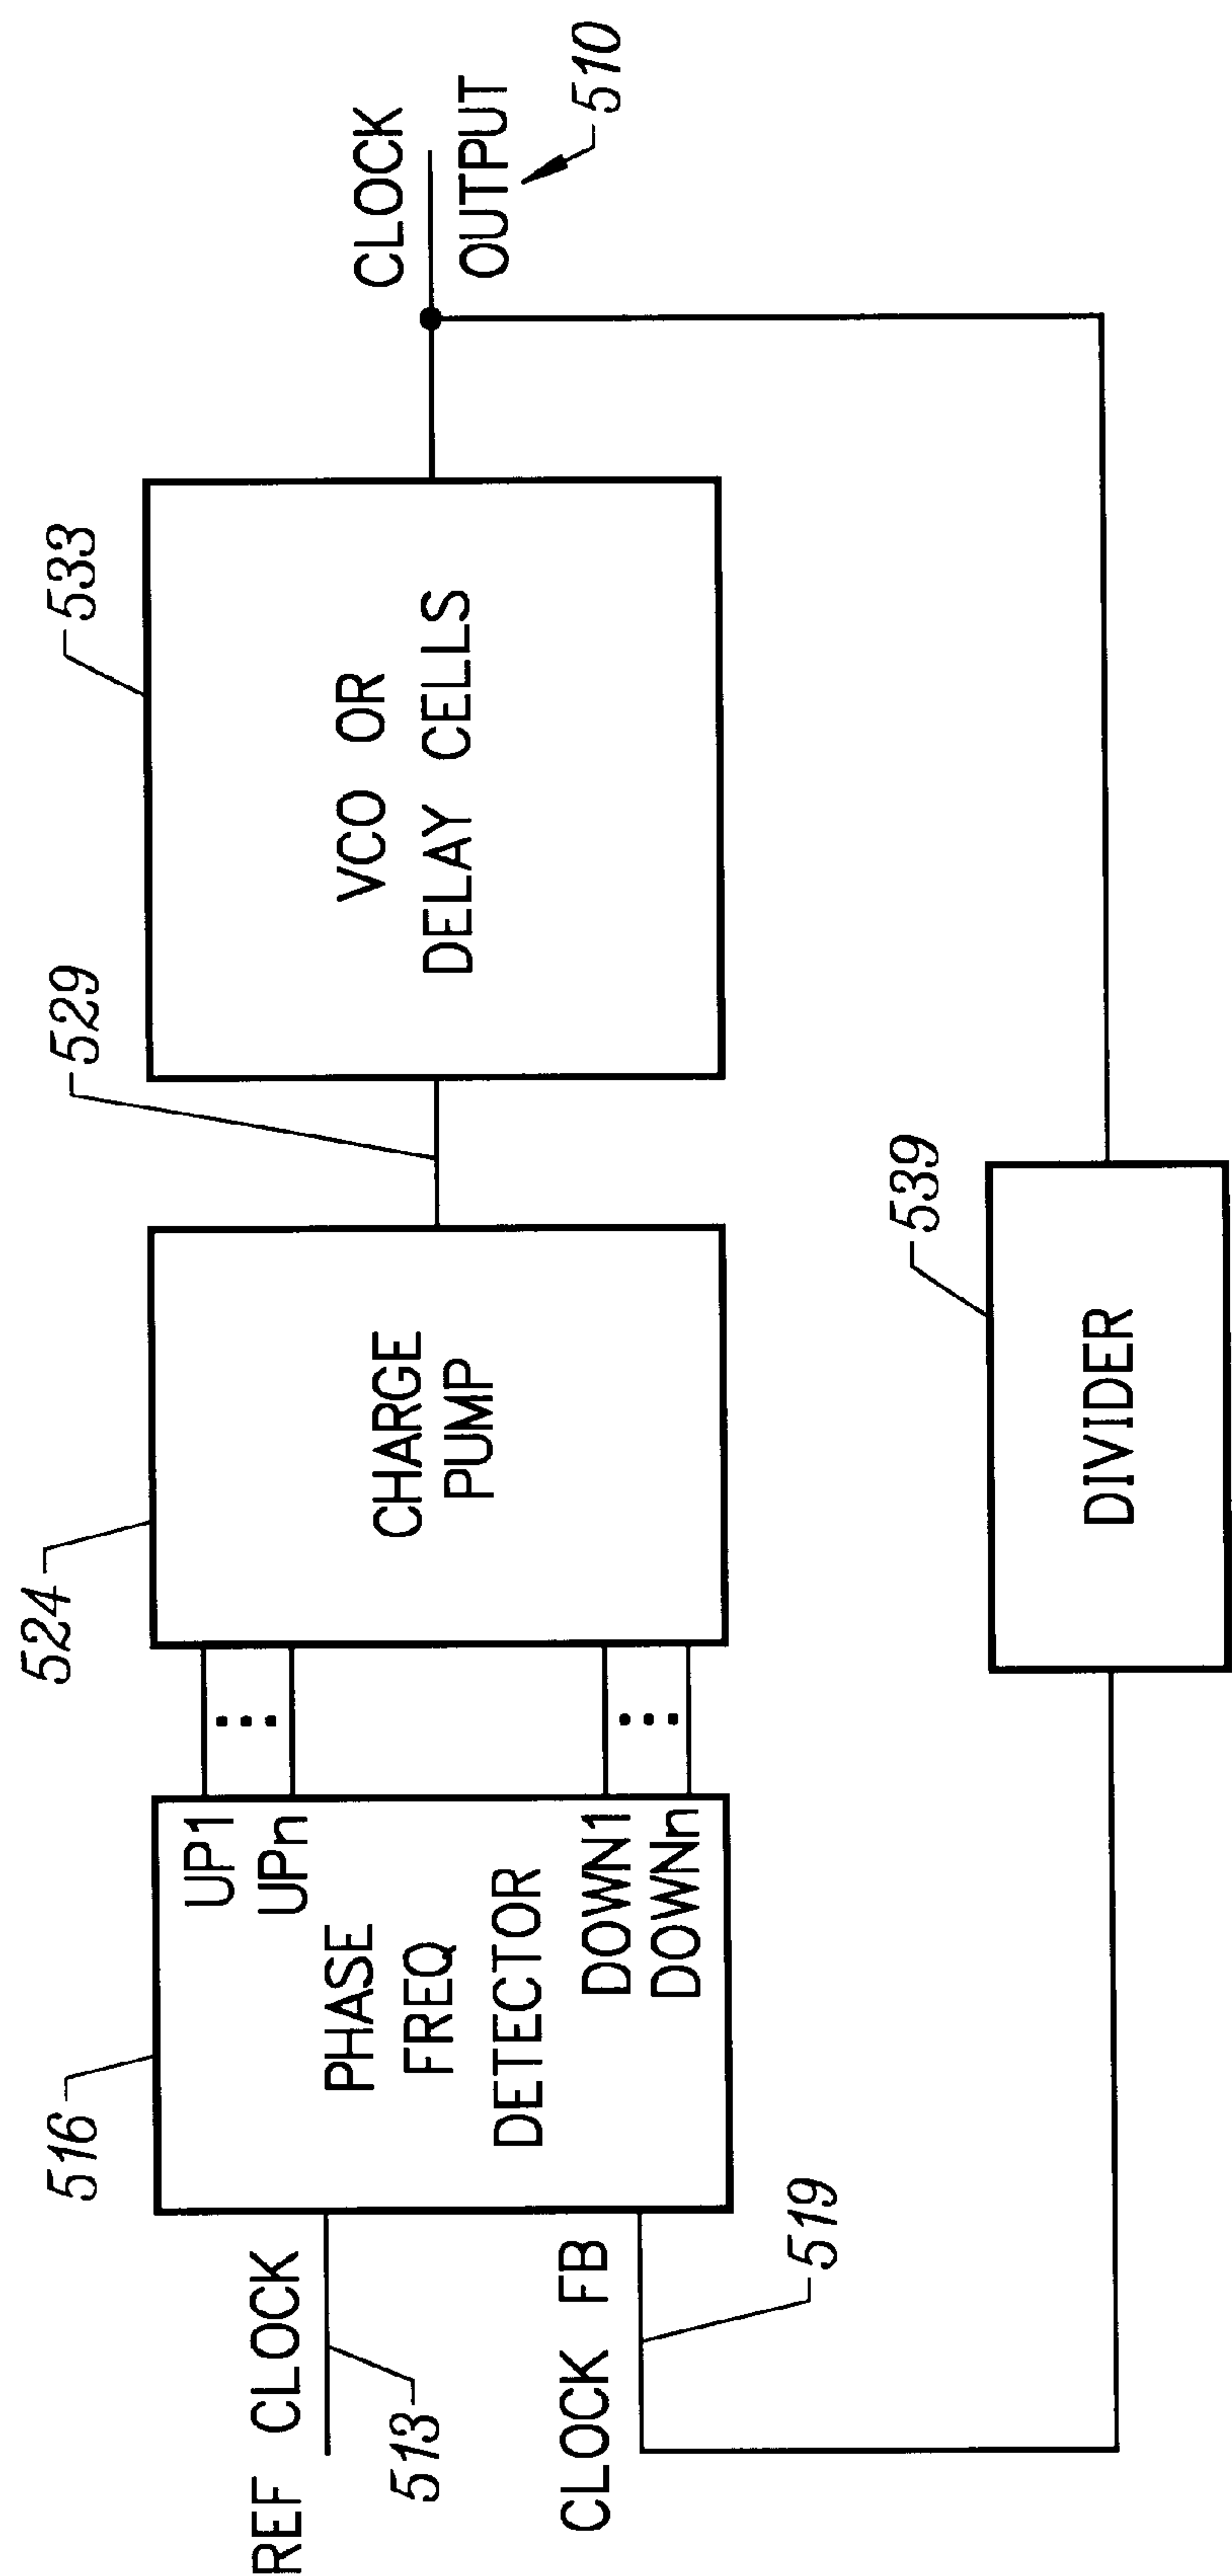 516
524
529
533
REF CLOCK
513
CLOCK FB
519
UP1
UPn
PHASE
FREQ
DETECTOR
DOWN1
DOWNn
CHARGE
PUMP
VCO OR
DELAY CELLS
CLOCK
OUTPUT
510
539
DIVIDER